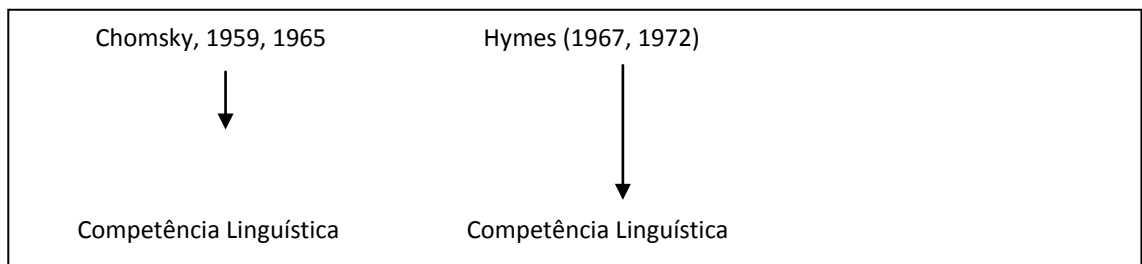 Chomsky, 1959, 1965 Hymes (1967, 1972)
Competência Linguística Competência Linguística